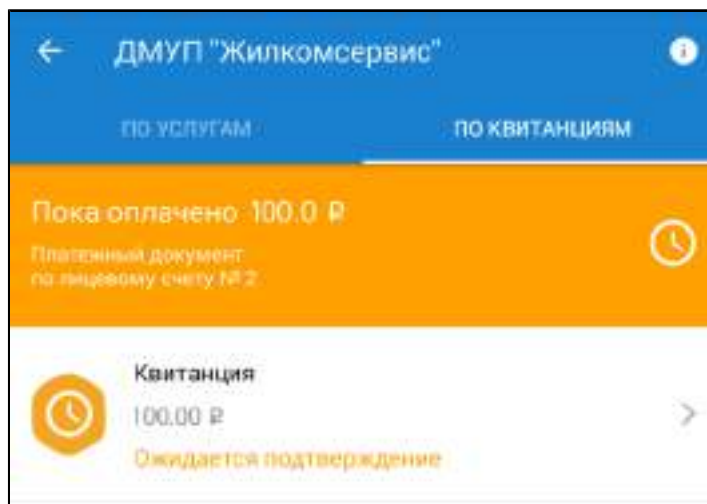 ДМУП "Жилкомсервис"
ПО УСЛУГАМ
ПО КВИТАНЦИЯМ
Пока оплачено 100.0 ₽
Платежный документ
по лицевому счету № 2
Квитанция
100.00 ₽
Ожидается подтверждение